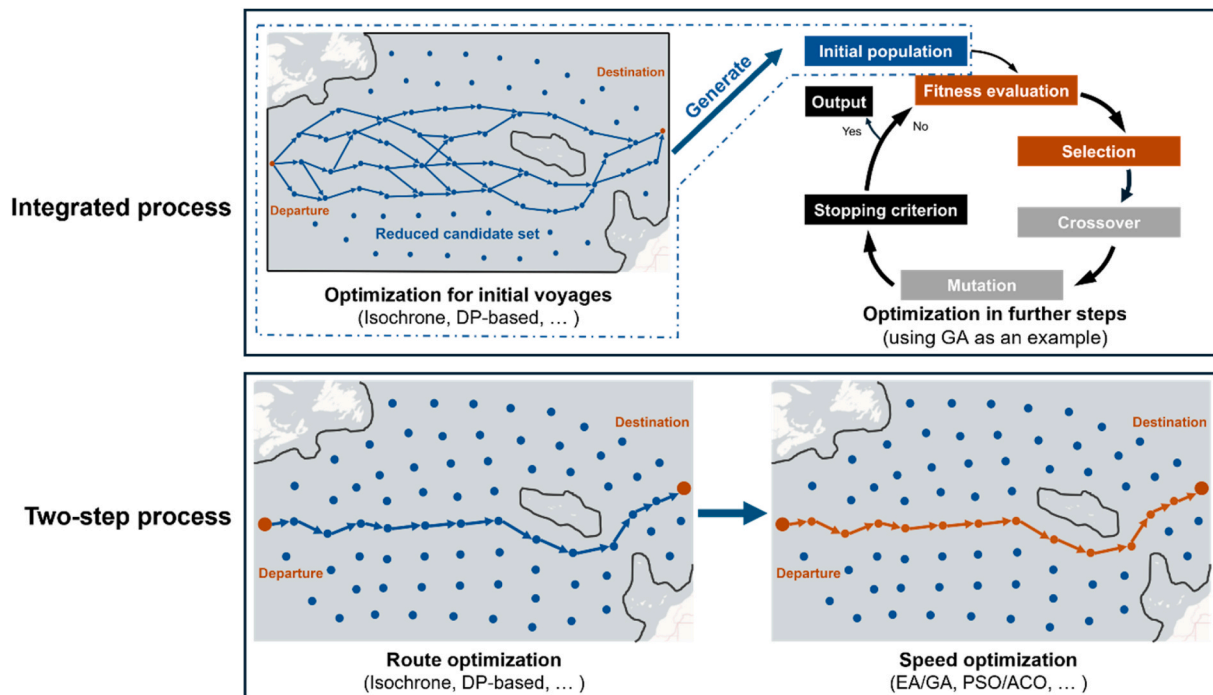 Integrated process
Destination
Departure
Reduced candidate set
Optimization for initial voyages
(Isochrone, DP-based, ... )
Generate
Initial population
Fitness evaluation
Output
Yes
No
Selection
Stopping criterion
Crossover
Mutation
Optimization in further steps
(using GA as an example)
Two-step process
Destination
Departure
Route optimization
(Isochrone, DP-based, ... )
Destination
Departure
Speed optimization
(EA/GA, PSO/ACO, ... )